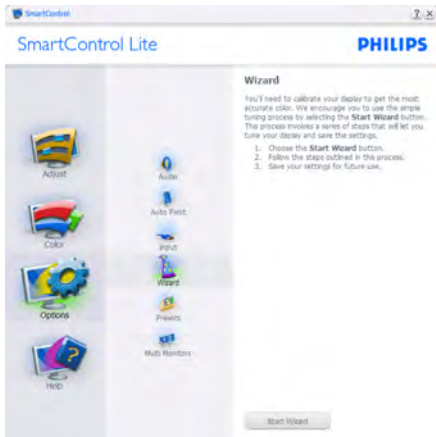 SmartControl
SmartControl Lite
PHILIPS
Adjust
Color
Options
Help
Audio
Auto Pivot
Input
Wizard
Presets
Multi Monitors
Wizard
You'll need to calibrate your display to get the most
accurate color. We encourage you to use the simple
tuning process by selecting the Start Wizard button.
This process involves a series of steps that will let you
tune your display and save the settings.
1. Choose the Start Wizard button.
2. Follow the steps outlined in this process.
3. Save your settings for future use.
Start Wizard